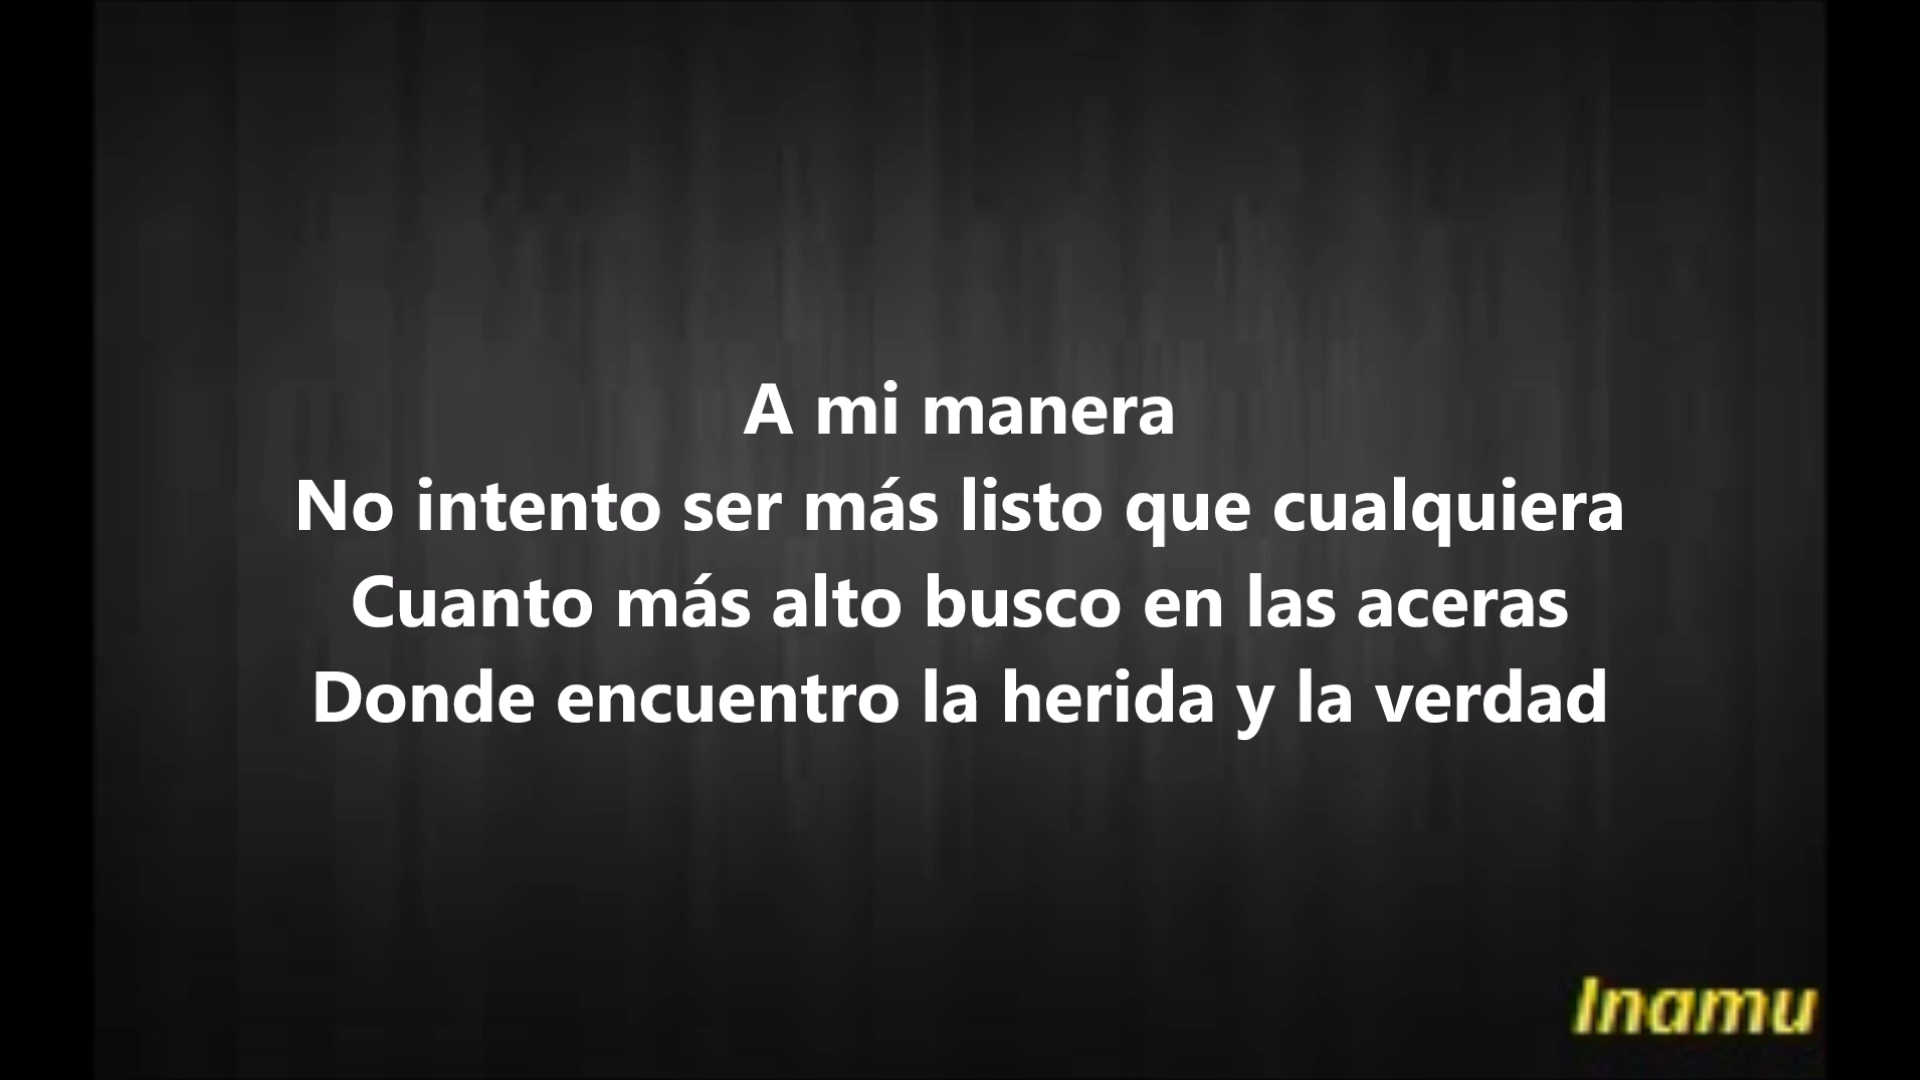 A mi manera
No intento ser más listo que cualquiera
Cuanto más alto busco en las aceras
Donde encuentro la herida y la verdad
Inamu